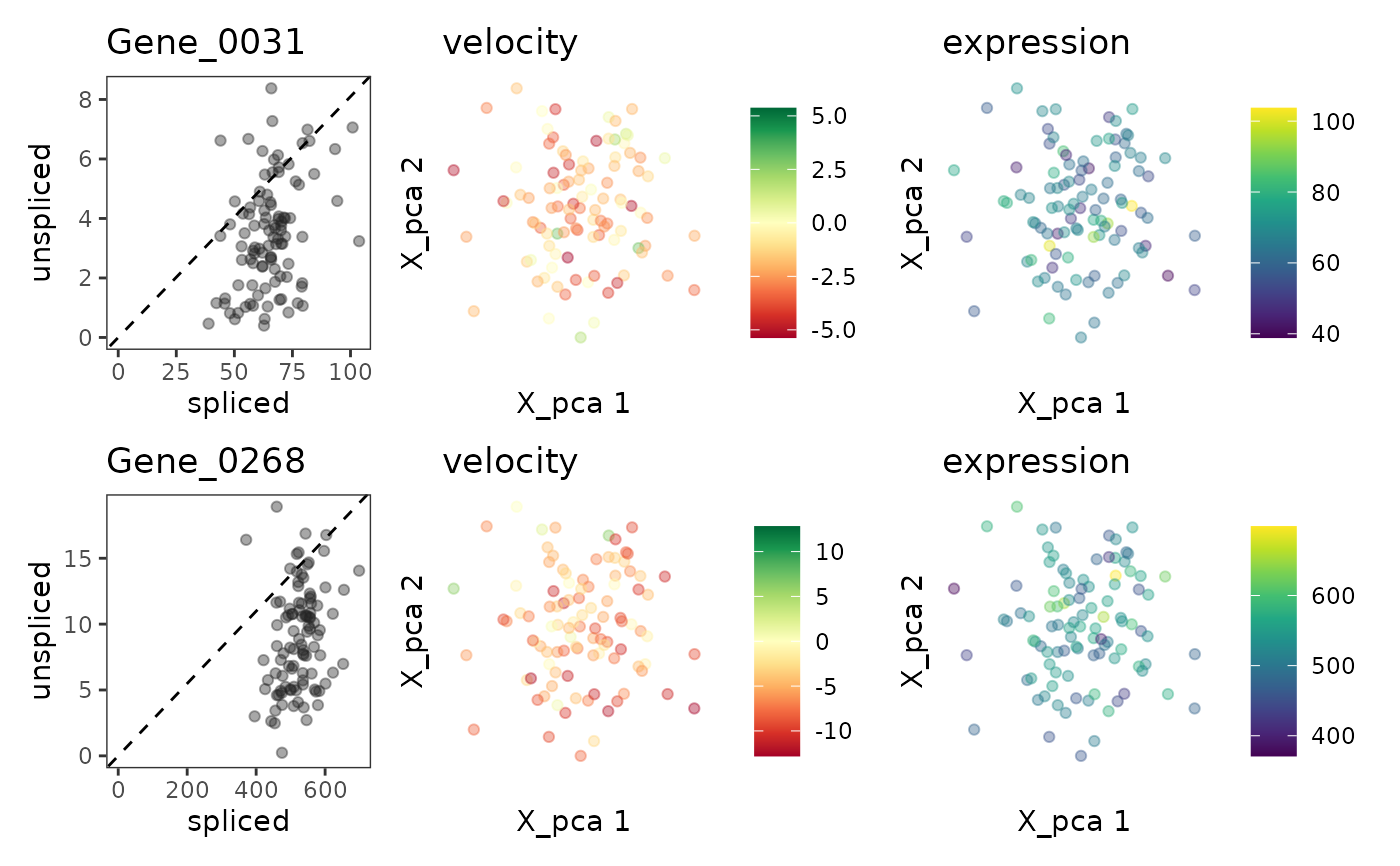 Gene_0031
velocity
expression
unspliced
8
6
4
2
0
0 25 50 75 100
spliced
X_pca 2
X_pca 1
5.0
2.5
0.0
-2.5
-5.0
X_pca 2
X_pca 1
100
80
60
40
Gene_0268
velocity
expression
unspliced
15
10
5
0
0 200 400 600
spliced
X_pca 2
X_pca 1
10
5
0
-5
-10
X_pca 2
X_pca 1
600
500
400